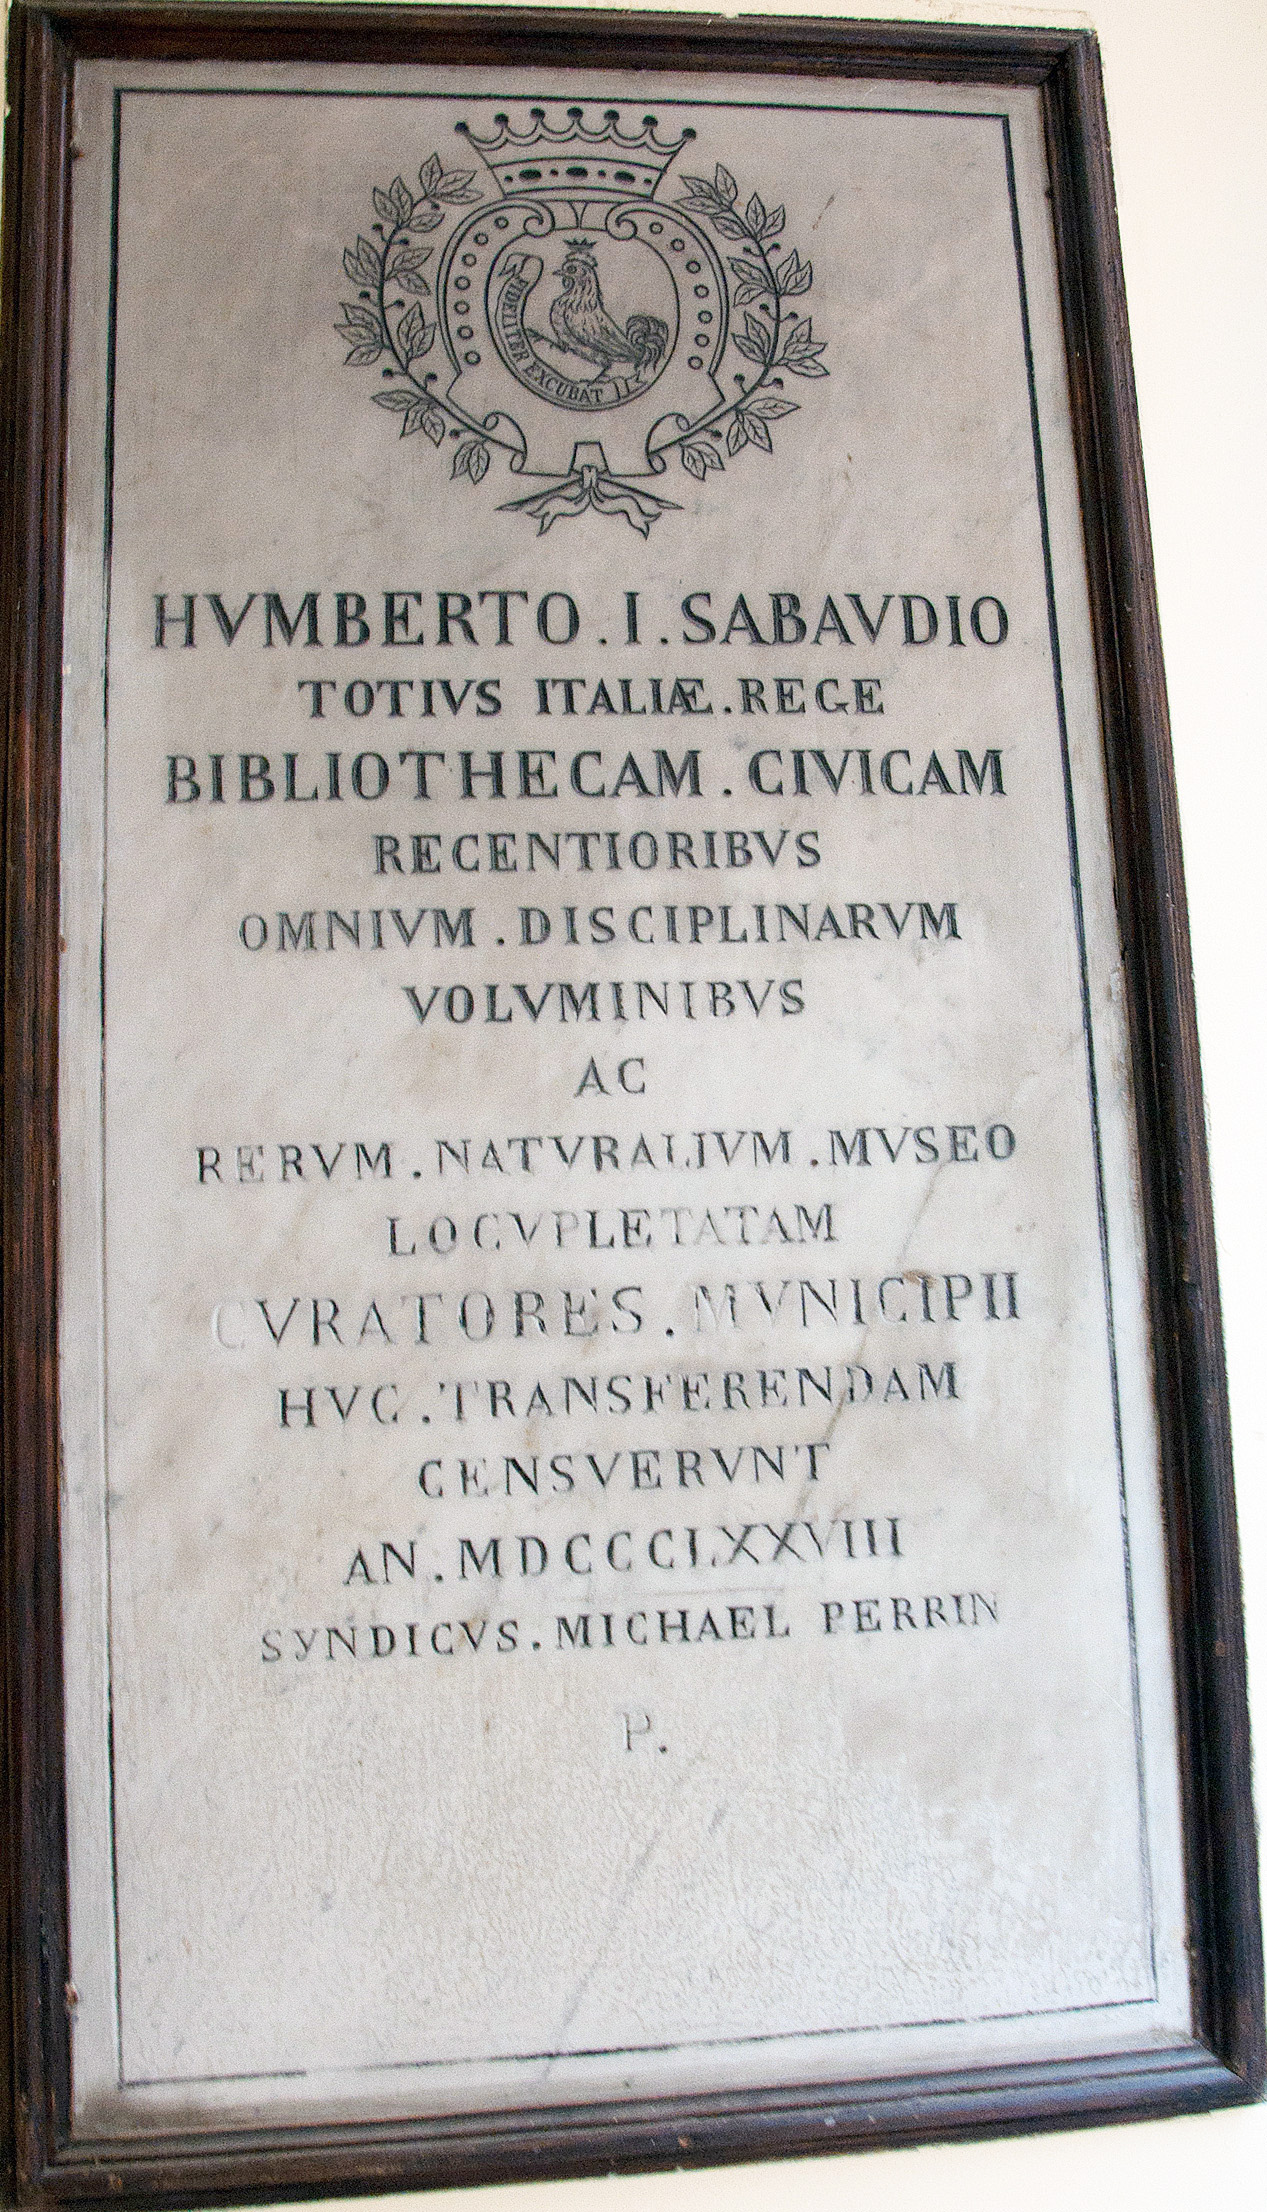 FIDELITER EXCUBAT
HVMBERTO . I . SABAVDIO
TOTIVS ITALIÆ . REGE
BIBLIOTHECAM . CIVICAM
RECENTIORIBVS
OMNIVM . DISCIPLINARVM
VOLVMINIBVS
AC
RERVM . NATVRALIVM . MVSEO
LOCVPLETATAM
CVRATORES . MVNICIPII
HVC . TRANSFERENDAM
CENSVERVNT
AN . MDCCCLXXVIII
SYNDICVS . MICHAEL PERRIN
P.